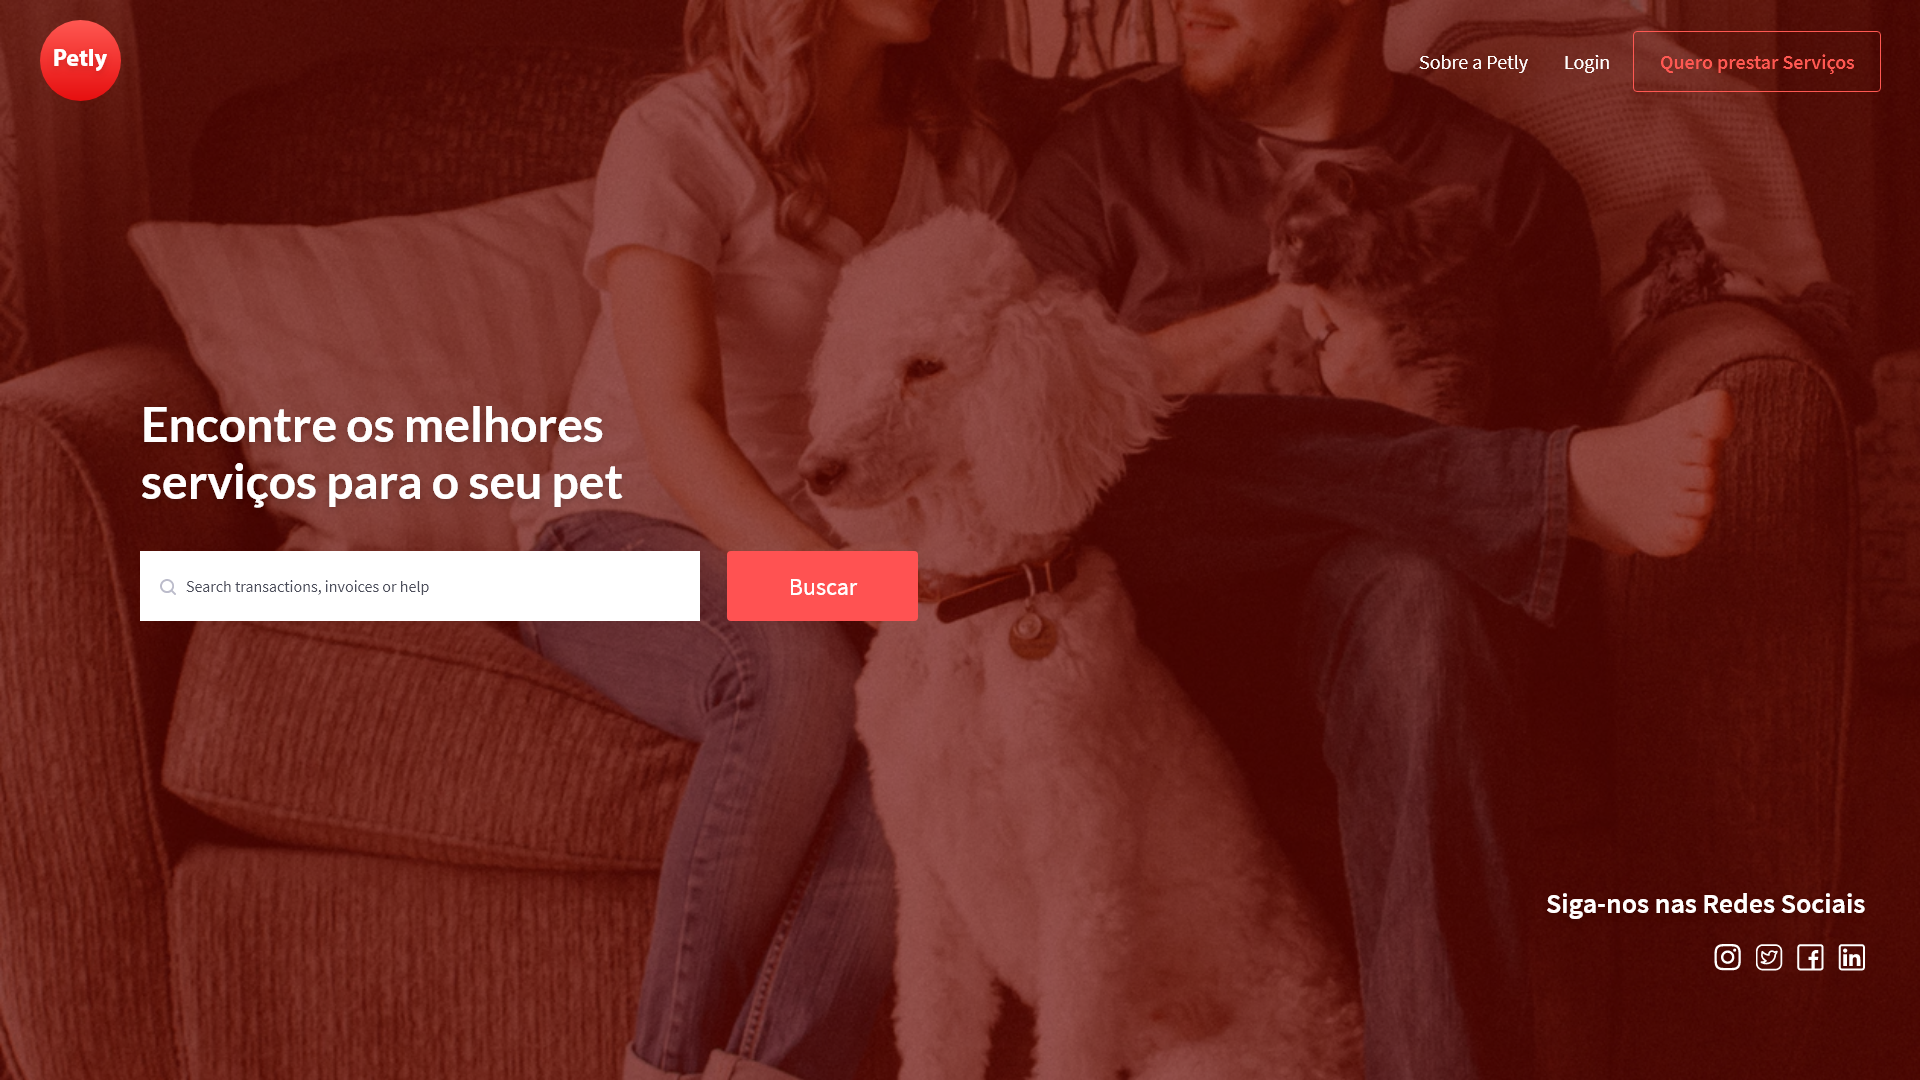 Petly
Sobre a Petly
Login
Quero prestar Serviços
Encontre os melhores
serviços para o seu pet
Search transactions, invoices or help
Buscar
Siga-nos nas Redes Sociais